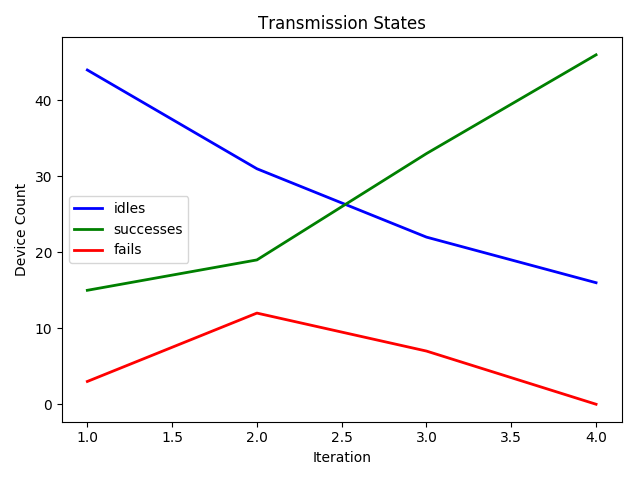 Transmission States
Device Count
40
30
20
10
0
idles
successes
fails
1.0 1.5 2.0 2.5 3.0 3.5 4.0
Iteration